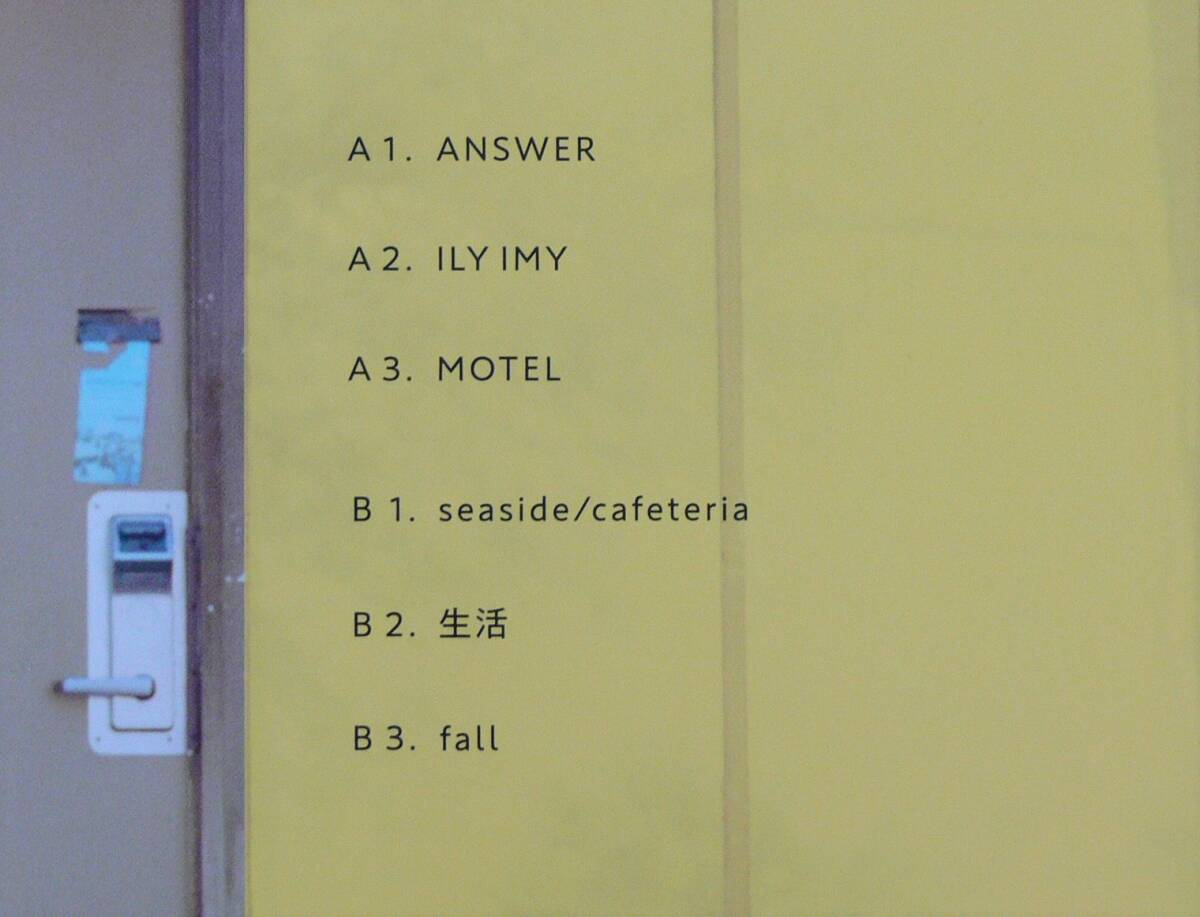 A 1. ANSWER
A 2. ILY IMY
A 3. MOTEL
B 1. seaside/cafeteria
B 2. 生活
B 3. fall